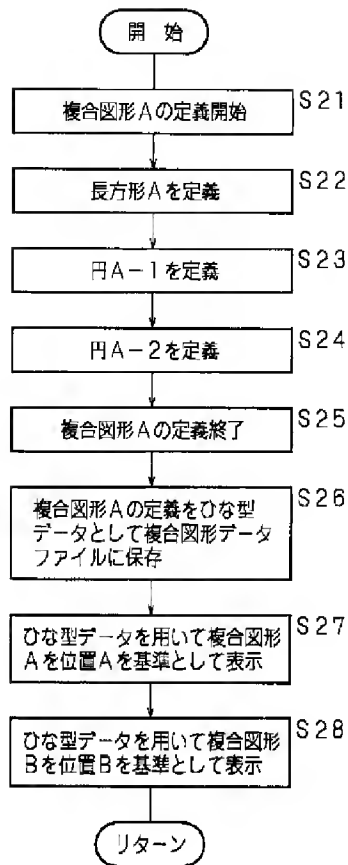 開 始
S21
複合図形Aの定義開始
S22
長方形Aを定義
S23
円A-1を定義
S24
円A-2を定義
S25
複合図形Aの定義終了
S26
複合図形Aの定義をひな型
データとして複合図形データ
ファイルに保存
S27
ひな型データを用いて複合図形
Aを位置Aを基準として表示
S28
ひな型データを用いて複合図形
Bを位置Bを基準として表示
リターン